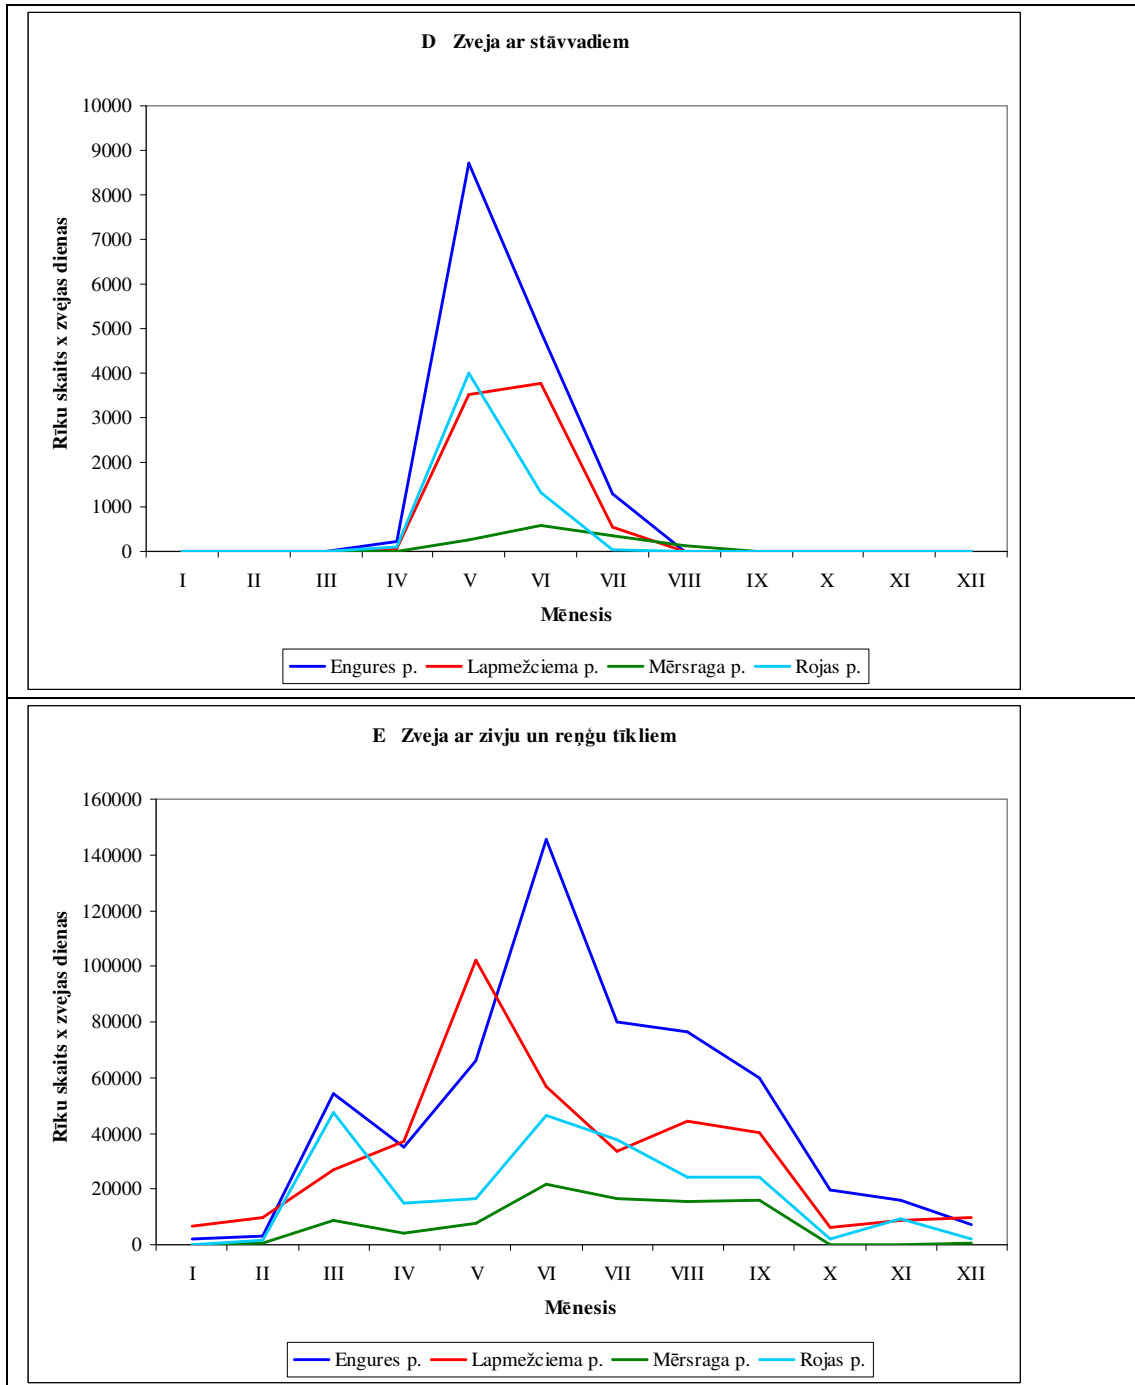 D Zveja ar stāvvadiem
10000
9000
8000
7000
6000
5000
4000
3000
2000
1000
0
Rīku skaits x zvejas dienas
I II III IV V VI VII VIII IX X XI XII
Mēnesis
Engures p. Lapmežciema p. Mērsraga p. Rojas p.
E Zveja ar zivju un reņģu tīkliem
160000
140000
120000
100000
80000
60000
40000
20000
0
Rīku skaits x zvejas dienas
I II III IV V VI VII VIII IX X XI XII
Mēnesis
Engures p. Lapmežciema p. Mērsraga p. Rojas p.